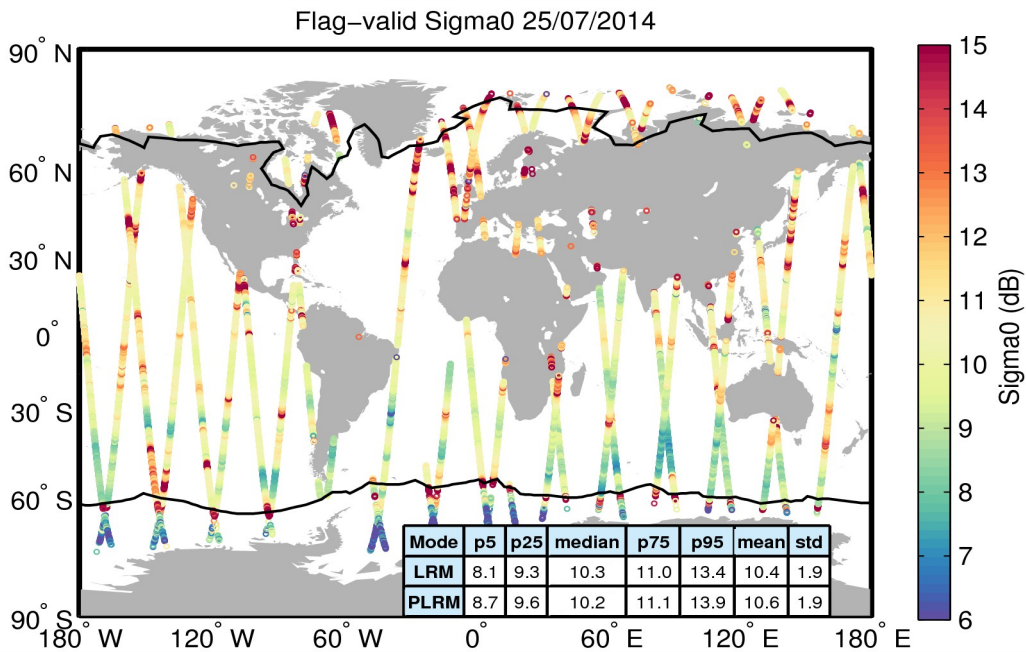 Flag−valid Sigma0 25/07/2014
90° N
60° N
30° N
0°
30° S
60° S
90° S
180° W
120° W
60° W
0°
60° E
120° E
180° E
Mode p5 p25 median p75 p95 mean std
LRM 8.1 9.3 10.3 11.0 13.4 10.4 1.9
PLRM 8.7 9.6 10.2 11.1 13.9 10.6 1.9
15
14
13
12
11
10
9
8
7
6
Sigma0 (dB)